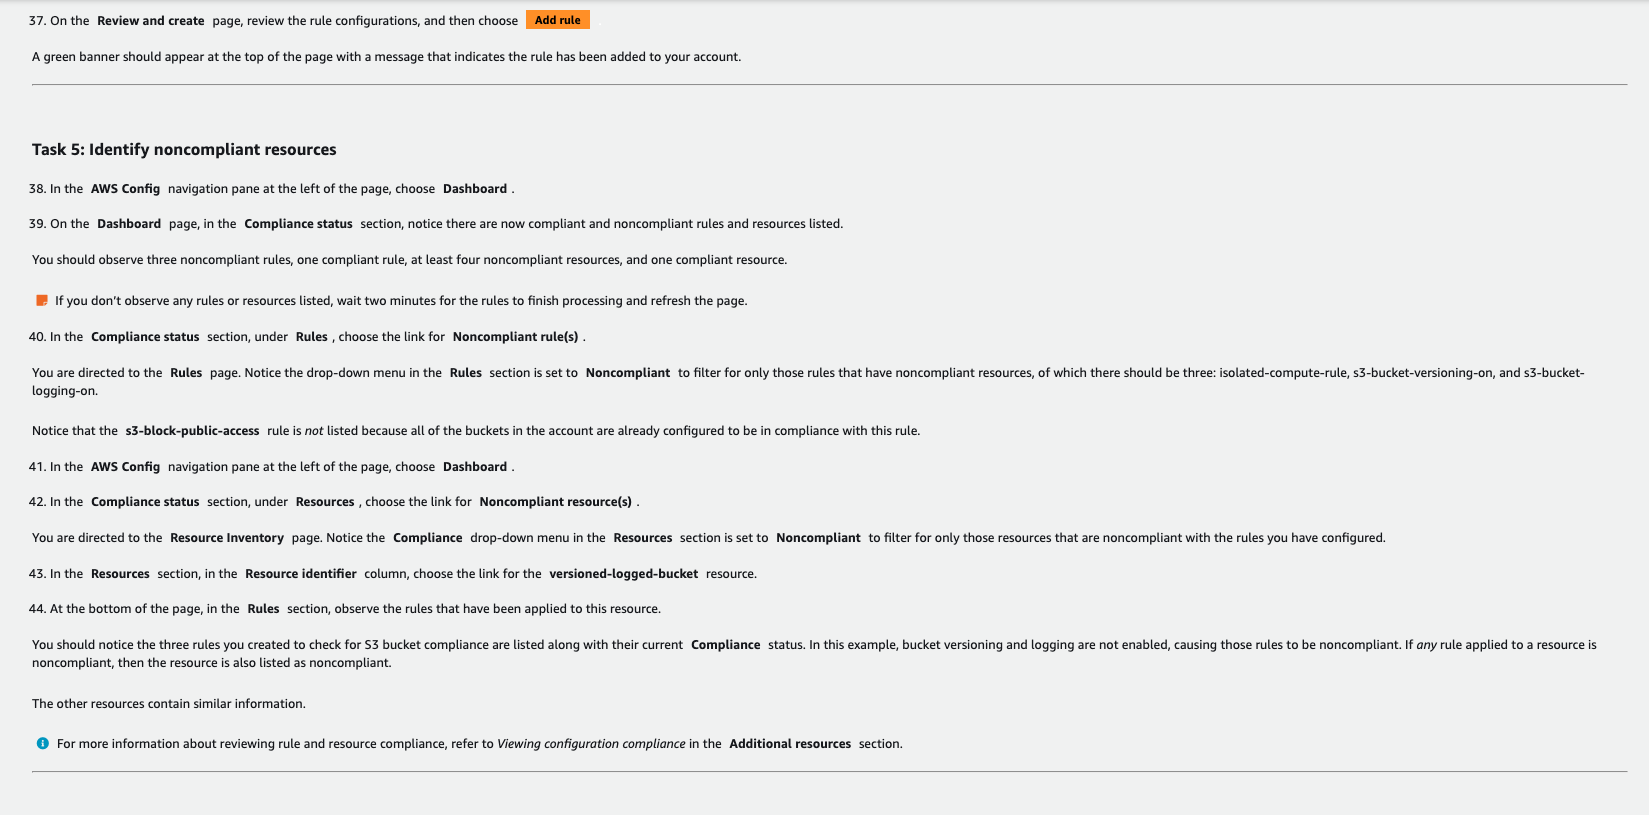 37. On the Review and create page, review the rule configurations, and then choose Add rule
A green banner should appear at the top of the page with a message that indicates the rule has been added to your account.
Task 5: Identify noncompliant resources
38. In the AWS Config navigation pane at the left of the page, choose Dashboard .
39. On the Dashboard page, in the Compliance status section, notice there are now compliant and noncompliant rules and resources listed.
You should observe three noncompliant rules, one compliant rule, at least four noncompliant resources, and one compliant resource.
If you don't observe any rules or resources listed, wait two minutes for the rules to finish processing and refresh the page.
40. In the Compliance status section, under Rules , choose the link for Noncompliant rule(s) .
You are directed to the Rules page. Notice the drop-down menu in the Rules section is set to Noncompliant to filter for only those rules that have noncompliant resources, of which there should be three: isolated-compute-rule, s3-bucket-versioning-on, and s3-bucket-
logging-on.
Notice that the s3-block-public-access rule is not listed because all of the buckets in the account are already configured to be in compliance with this rule.
41. In the AWS Config navigation pane at the left of the page, choose Dashboard .
42. In the Compliance status section, under Resources , choose the link for Noncompliant resource(s) .
You are directed to the Resource Inventory page. Notice the Compliance drop-down menu in the Resources section is set to Noncompliant to filter for only those resources that are noncompliant with the rules you have configured.
43. In the Resources section, in the Resource identifier column, choose the link for the versioned-logged-bucket resource.
44. At the bottom of the page, in the Rules section, observe the rules that have been applied to this resource.
You should notice the three rules you created to check for S3 bucket compliance are listed along with their current Compliance status. In this example, bucket versioning and logging are not enabled, causing those rules to be noncompliant. If any rule applied to a resource is
noncompliant, then the resource is also listed as noncompliant.
The other resources contain similar information.
For more information about reviewing rule and resource compliance, refer to Viewing configuration compliance in the Additional resources section.